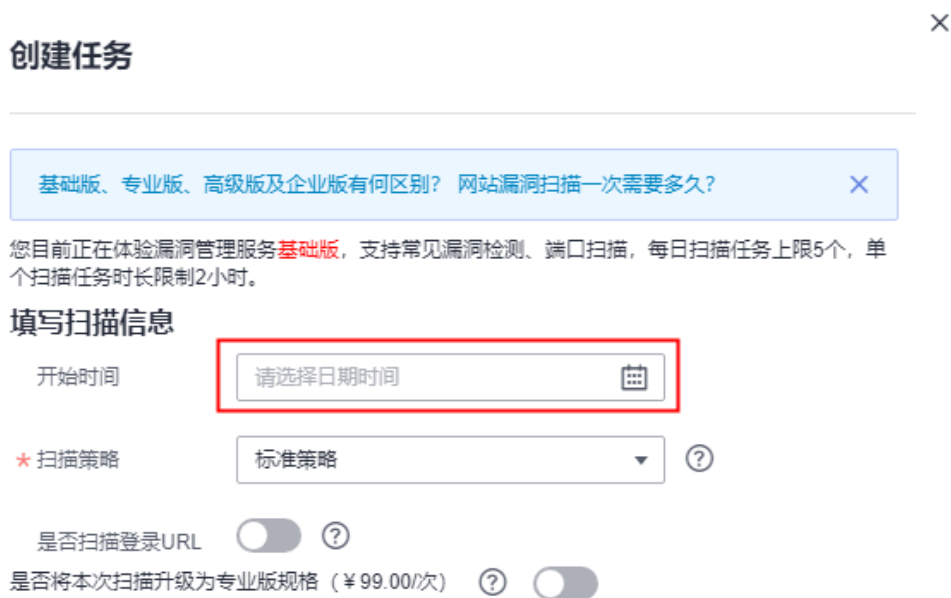 创建任务
基础版、专业版、高级版及企业版有何区别? 网站漏洞扫描一次需要多久?
您目前正在体验漏洞管理服务基础版，支持常见漏洞检测、端口扫描，每日扫描任务上限5个，单
个扫描任务时长限制2小时。
填写扫描信息
开始时间 请选择日期时间
* 扫描策略 标准策略 ?
是否扫描登录URL ?
是否将本次扫描升级为专业版规格（¥99.00/次） ?